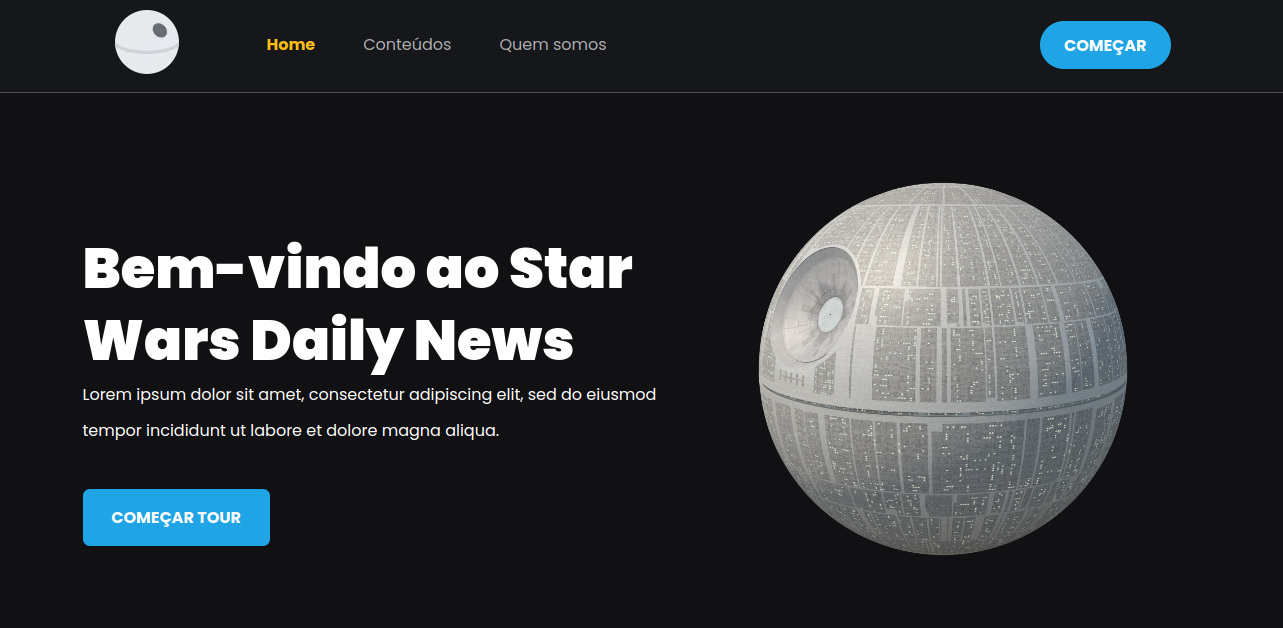 Home
Conteúdos
Quem somos
COMEÇAR
Bem-vindo ao Star
Wars Daily News
Lorem ipsum dolor sit amet, consectetur adipiscing elit, sed do eiusmod
tempor incididunt ut labore et dolore magna aliqua.
COMEÇAR TOUR